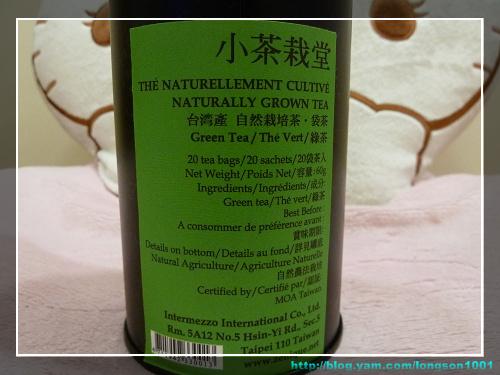 小茶栽堂
THÉ NATURELLEMENT CULTIVÉ
NATURALLY GROWN TEA
台湾產 自然栽培茶・袋茶
Green Tea/Thé Vert/綠茶
20 tea bags/20 sachets/20袋茶入
Net Weight/Poids Net/容量:60g
Ingredients/Ingrédients/成分:
Green tea/Thé vert/綠茶
Best Before :
A consommer de préférence avant :
賞味期限:
Details on bottom/Details au fond/詳見罐底
Natural Agriculture/Agriculture Naturelle
自然農法栽培
Certified by/Certifié par/認証:
MOA Taiwan
Intermezzo International Co., Ltd.
Rm. 5A12 No.5 Hsin-Yi Rd., Sec.5
Taipei 110 Taiwan
http://blog.yam.com/longson1001